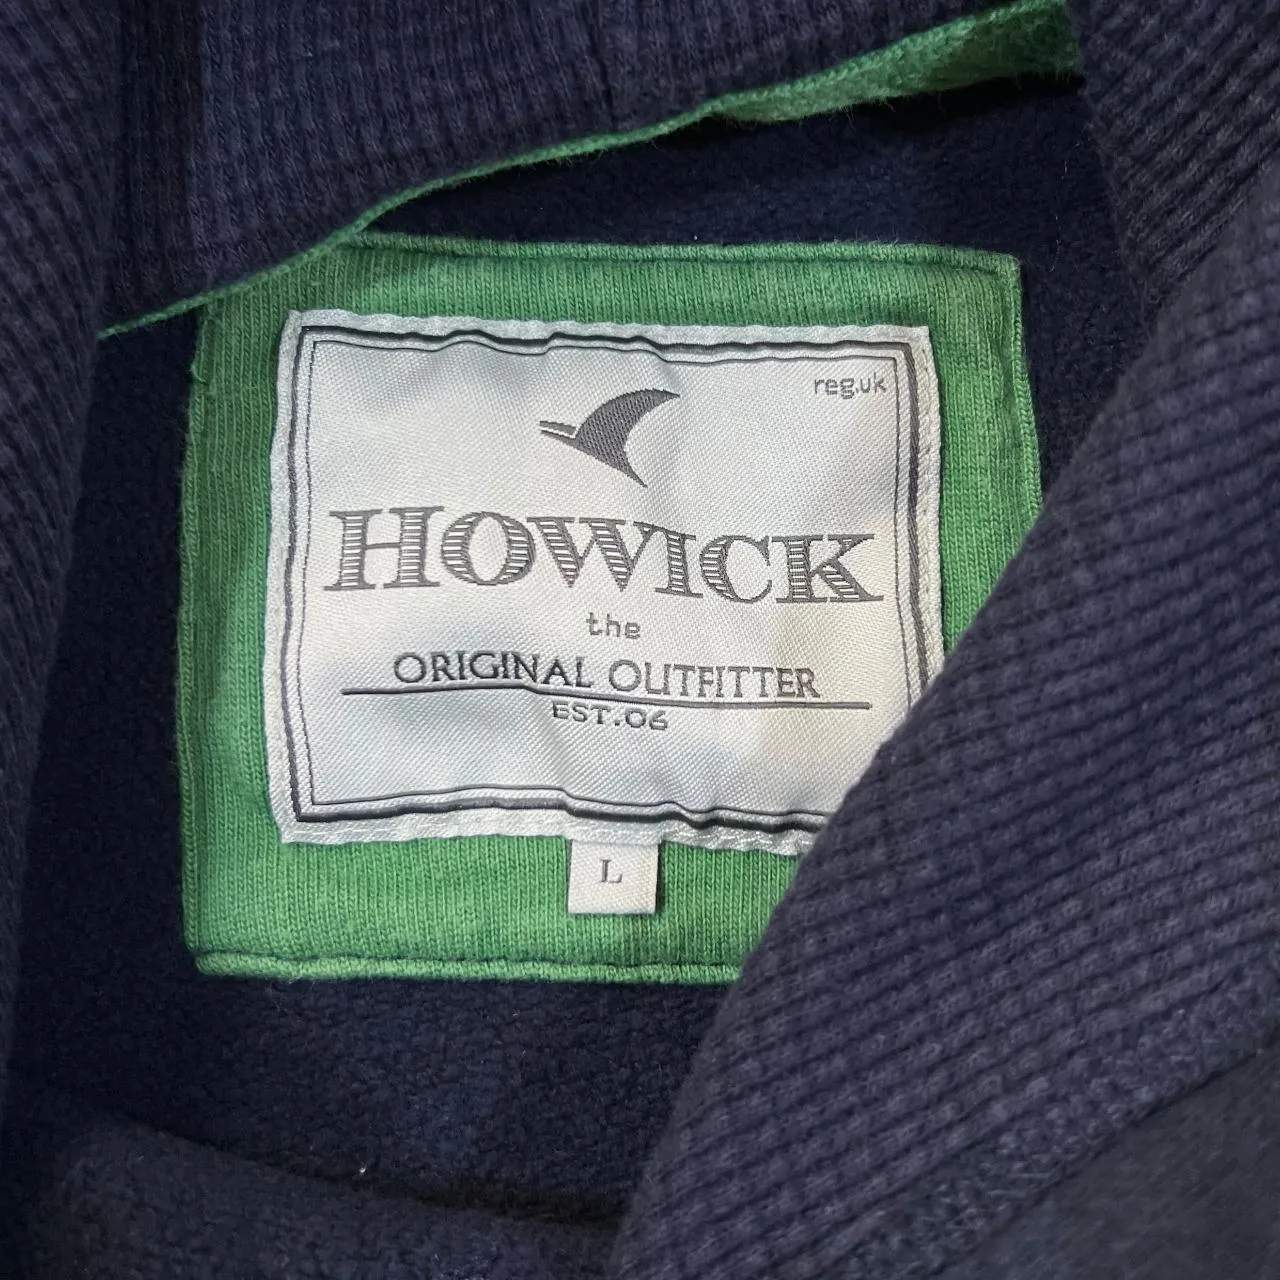 reg.uk
HOWICK
the
ORIGINAL OUTFITTER
EST.06
L